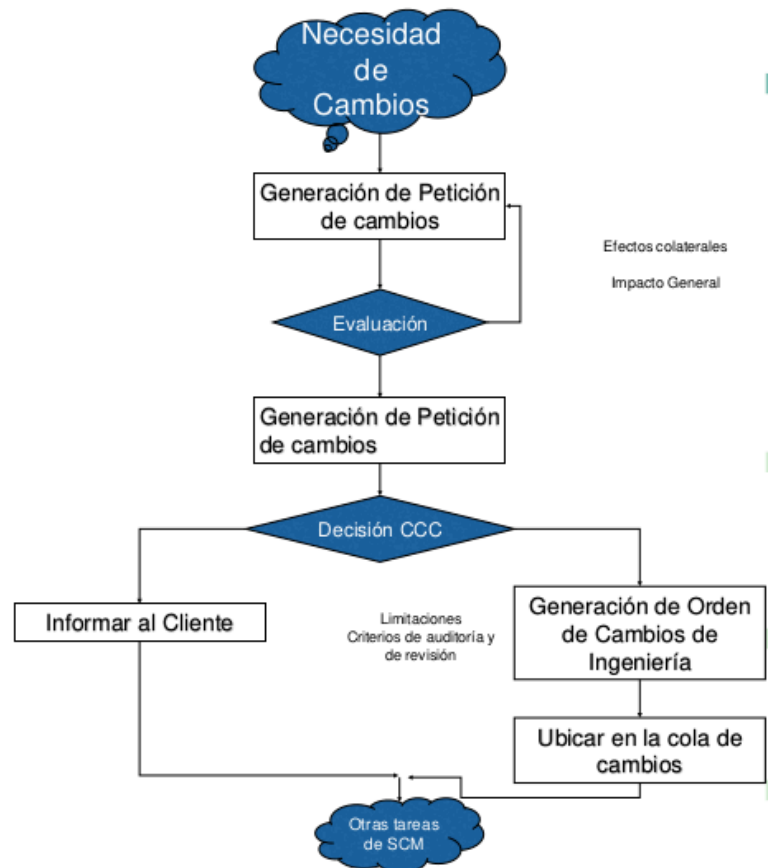 Necesidad
de
Cambios
Generación de Petición
de cambios
Efectos colaterales
Impacto General
Evaluación
Generación de Petición
de cambios
Decisión CCC
Informar al Cliente
Limitaciones
Criterios de auditoría y
de revisión
Generación de Orden
de Cambios de
Ingeniería
Ubicar en la cola de
cambios
Otras tareas
de SCM